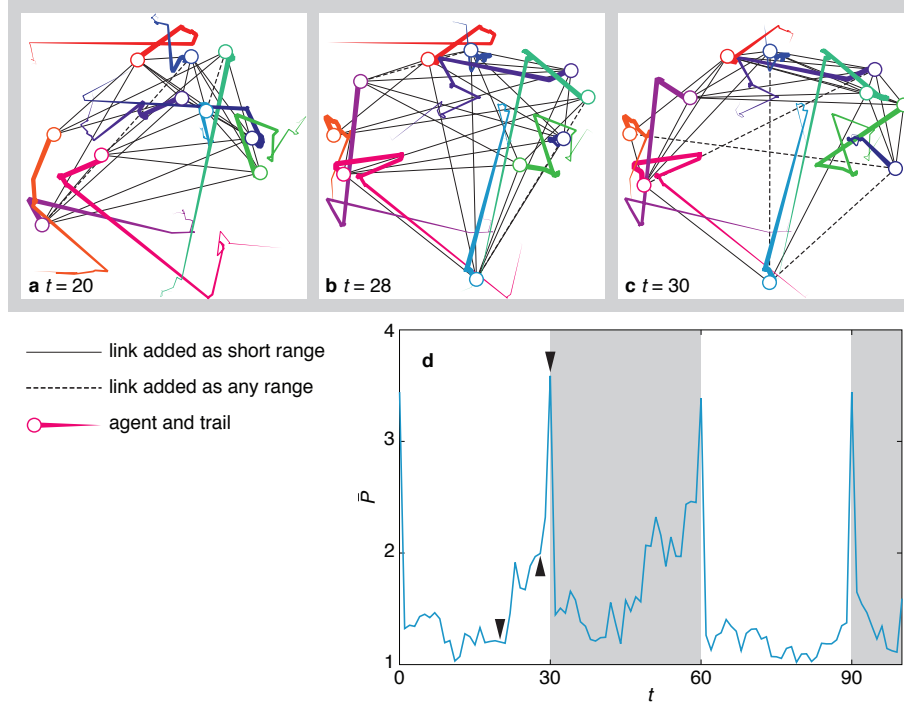 a t = 20
b t = 28
c t = 30
link added as short range
link added as any range
agent and trail
d
4
3
2
1
P̄
0 30 60 90
t